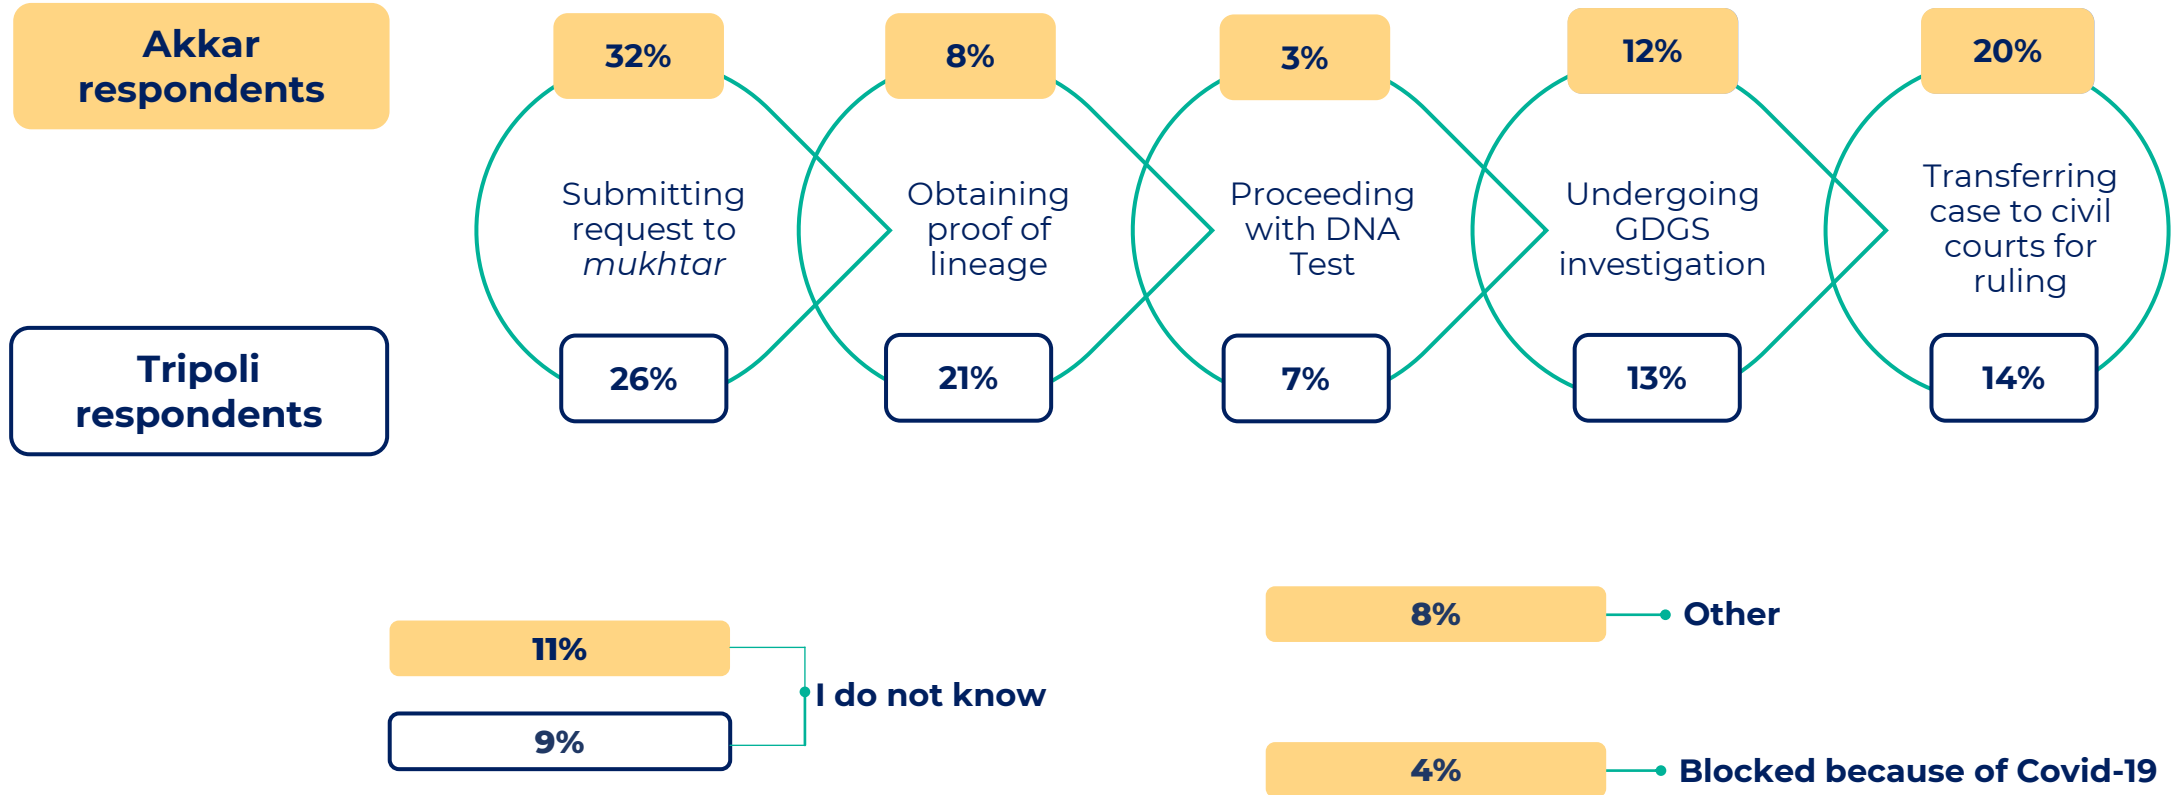 Akkar
respondents
32%
8%
3%
12%
20%
Submitting
request to
mukhtar
Obtaining
proof of
lineage
Proceeding
with DNA
Test
Undergoing
GDGS
investigation
Transferring
case to civil
courts for
ruling
Tripoli
respondents
26%
21%
7%
13%
14%
11%
9%
I do not know
8%
Other
4%
Blocked because of Covid-19